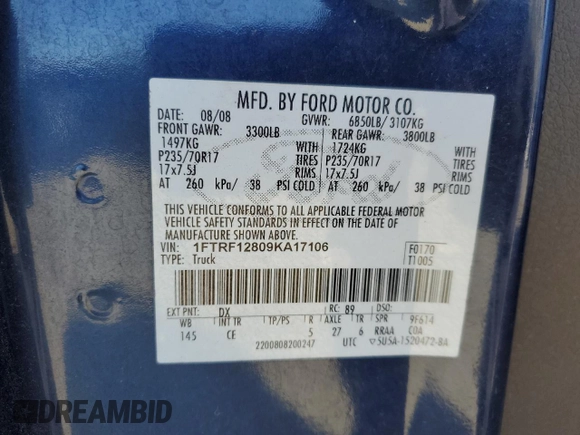 MFD. BY FORD MOTOR CO.
DATE: 08/08 GVWR: 6850LB/ 3107KG
FRONT GAWR: 3300LB REAR GAWR: 3800LB
1497KG WITH 1724KG WITH
P235/70R17 TIRES P235/70R17 TIRES
17x7.5J RIMS 17x7.5J RIMS
AT 260 kPa/ 38 PSI COLD AT 260 kPa/ 38 PSI COLD
THIS VEHICLE CONFORMS TO ALL APPLICABLE FEDERAL MOTOR
VEHICLE SAFETY STANDARDS IN EFFECT ON THE DATE OF
MANUFACTURE SHOWN ABOVE.
VIN: 1FTRF12809KA17106 F0170
TYPE: Truck T1005
EXT PNT: DX RC: 89 DSO:
WB INT TR TP/PS R AXLE TR SPR 9F614
145 CE 5 27 6 RRAA COA
2200808200247 UTC ▽5U5A-1520472-BA
Ford
DREAMBID